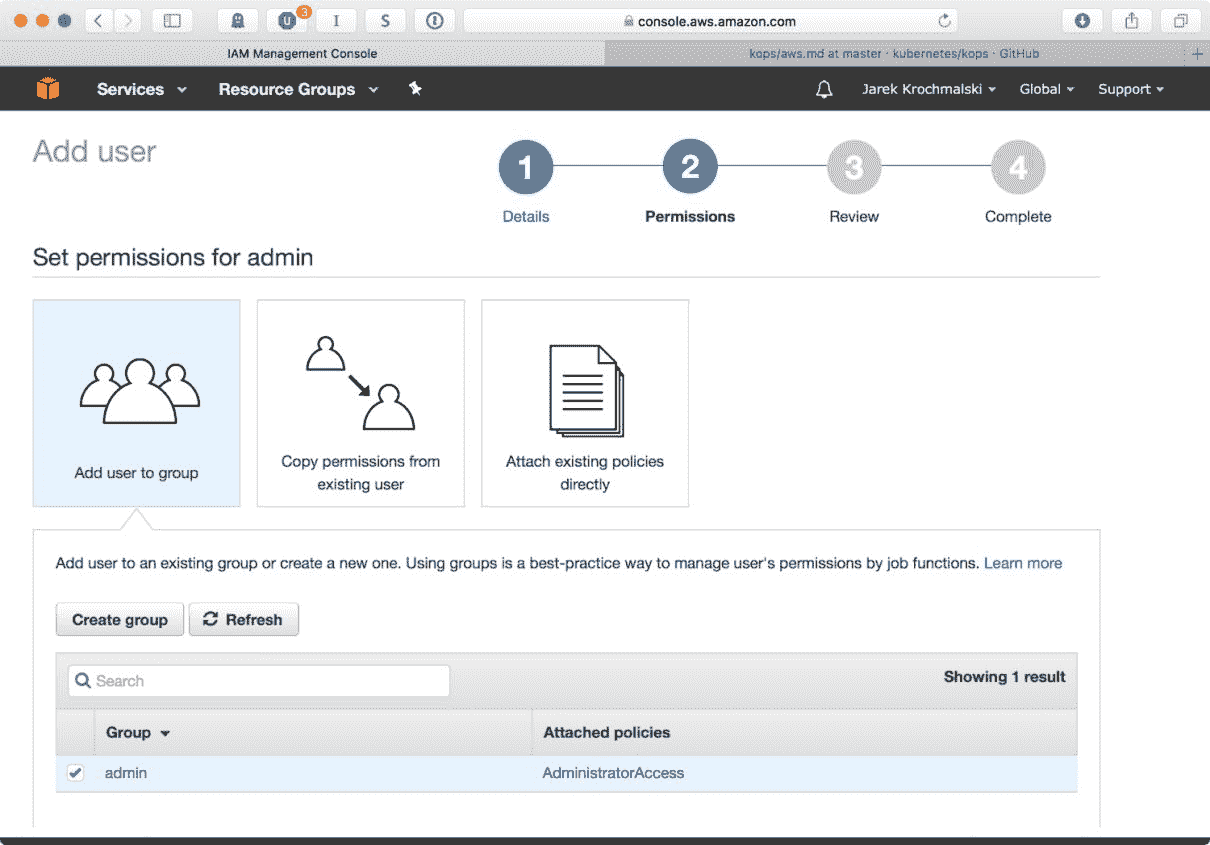 3
I
S
console.aws.amazon.com
IAM Management Console
kops/aws.md at master · kubernetes/kops · GitHub
Services
Resource Groups
Jarek Krochmalski
Global
Support
Add user
1
2
3
4
Details
Permissions
Review
Complete
Set permissions for admin
Add user to group
Copy permissions from
existing user
Attach existing policies
directly
Add user to an existing group or create a new one. Using groups is a best-practice way to manage user's permissions by job functions. Learn more
Create group
Refresh
Search
Showing 1 result
Group
Attached policies
admin
AdministratorAccess